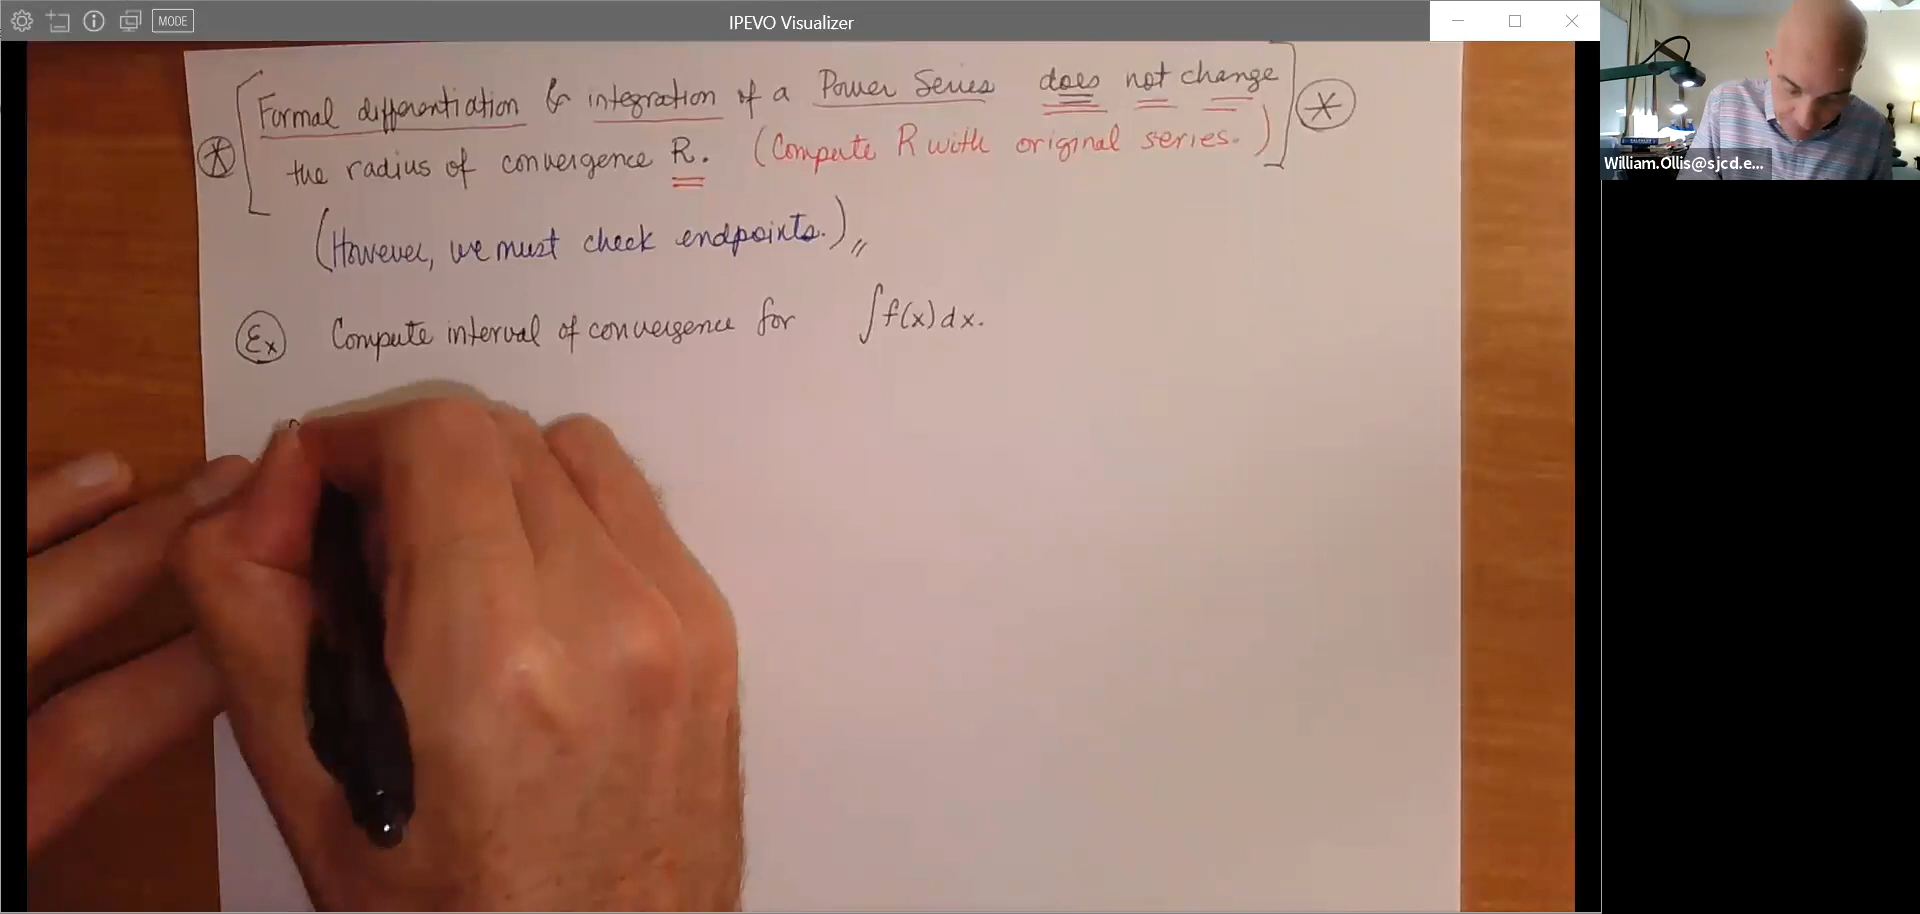 MODE
IPEVO Visualizer
Formal differentiation & integration of a Power Series does not change
the radius of convergence R. (Compute R with original series.)
(However, we must check endpoints.)
Ex Compute interval of convergence for ∫f(x)dx.
William.Ollis@sjcd.e...